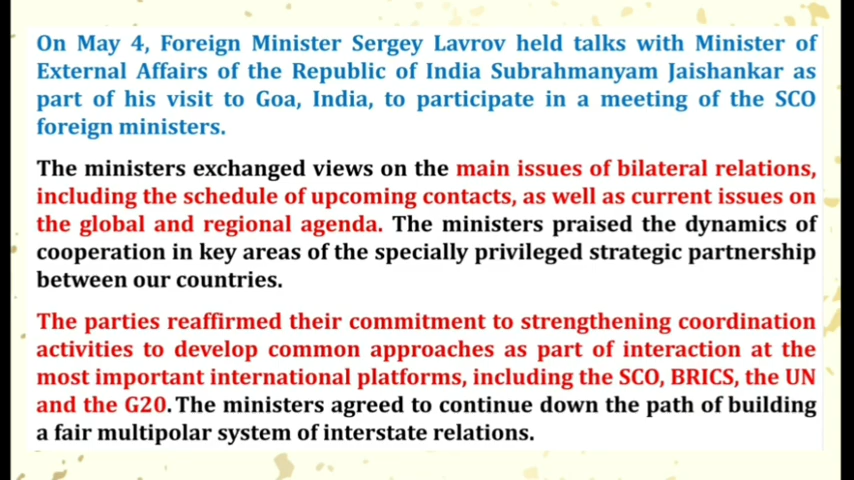 On May 4, Foreign Minister Sergey Lavrov held talks with Minister of
External Affairs of the Republic of India Subrahmanyam Jaishankar as
part of his visit to Goa, India, to participate in a meeting of the SCO
foreign ministers.
The ministers exchanged views on the main issues of bilateral relations,
including the schedule of upcoming contacts, as well as current issues on
the global and regional agenda. The ministers praised the dynamics of
cooperation in key areas of the specially privileged strategic partnership
between our countries.
The parties reaffirmed their commitment to strengthening coordination
activities to develop common approaches as part of interaction at the
most important international platforms, including the SCO, BRICS, the UN
and the G20. The ministers agreed to continue down the path of building
a fair multipolar system of interstate relations.